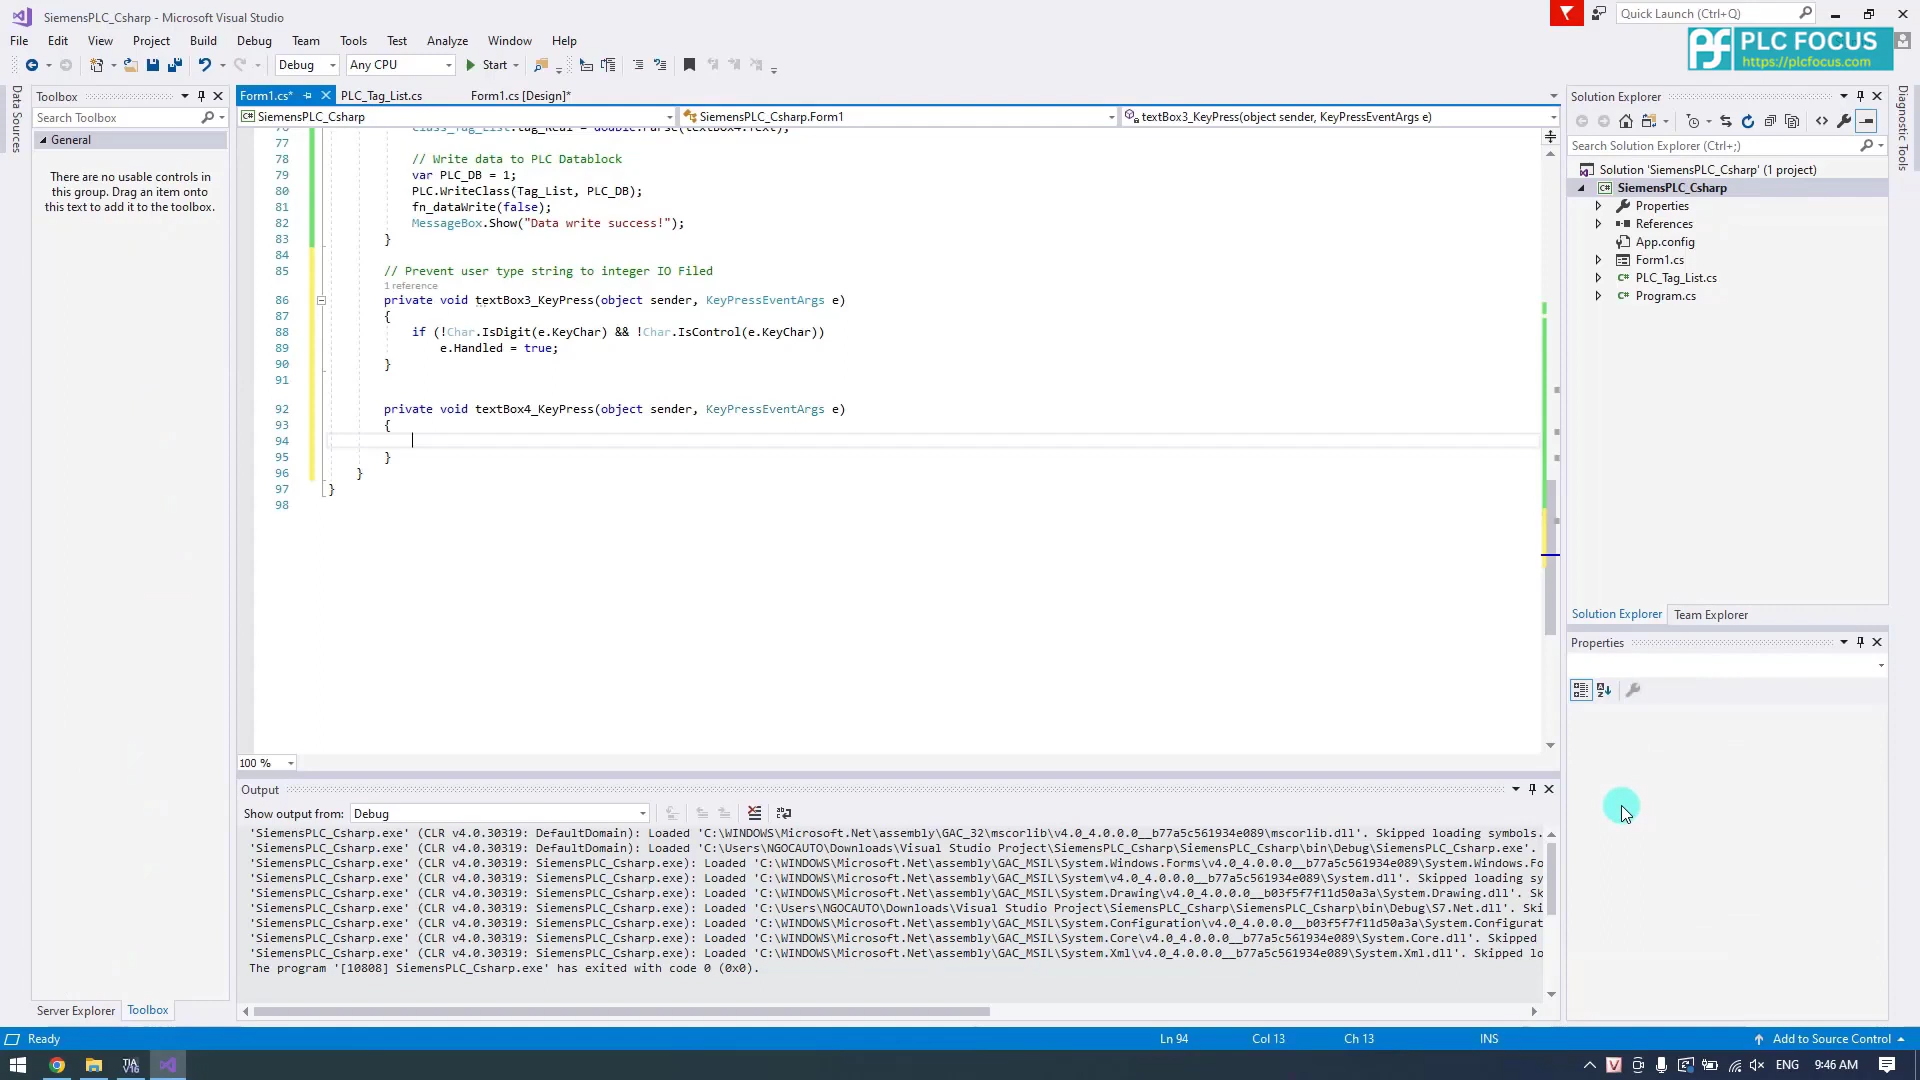 SiemensPLC_Csharp - Microsoft Visual Studio
Quick Launch (Ctrl+Q)
File Edit View Project Build Debug Team Tools Test Analyze Window Help
PLC FOCUS
https://plcfocus.com
Debug Any CPU Start
Data Sources
Toolbox
Search Toolbox
General
There are no usable controls in
this group. Drag an item onto
this text to add it to the toolbox.
Server Explorer Toolbox
Form1.cs* PLC_Tag_List.cs Form1.cs [Design]*
SiemensPLC_Csharp SiemensPLC_Csharp.Form1 textBox3_KeyPress(object sender, KeyPressEventArgs e)
76 Class_Tag_List.tag_Real = double.Parse(textBox4.Text);
77
78 // Write data to PLC Datablock
79 var PLC_DB = 1;
80 PLC.WriteClass(Tag_List, PLC_DB);
81 fn_dataWrite(false);
82 MessageBox.Show("Data write success!");
83 }
84
85 // Prevent user type string to integer IO Filed
1 reference
86 private void textBox3_KeyPress(object sender, KeyPressEventArgs e)
87 {
88 if (!Char.IsDigit(e.KeyChar) && !Char.IsControl(e.KeyChar))
89 e.Handled = true;
90 }
91
92 private void textBox4_KeyPress(object sender, KeyPressEventArgs e)
93 {
94
95 }
96 }
97 }
98
100 %
Output
Show output from: Debug
'SiemensPLC_Csharp.exe' (CLR v4.0.30319: DefaultDomain): Loaded 'C:\WINDOWS\Microsoft.Net\assembly\GAC_32\mscorlib\v4.0_4.0.0.0__b77a5c561934e089\mscorlib.dll'. Skipped loading symbols.
'SiemensPLC_Csharp.exe' (CLR v4.0.30319: DefaultDomain): Loaded 'C:\Users\NGOCAUTO\Downloads\Visual Studio Project\SiemensPLC_Csharp\SiemensPLC_Csharp\bin\Debug\SiemensPLC_Csharp.exe'.
'SiemensPLC_Csharp.exe' (CLR v4.0.30319: SiemensPLC_Csharp.exe): Loaded 'C:\WINDOWS\Microsoft.Net\assembly\GAC_MSIL\System.Windows.Forms\v4.0_4.0.0.0__b77a5c561934e089\System.Windows.Fo
'SiemensPLC_Csharp.exe' (CLR v4.0.30319: SiemensPLC_Csharp.exe): Loaded 'C:\WINDOWS\Microsoft.Net\assembly\GAC_MSIL\System\v4.0_4.0.0.0__b77a5c561934e089\System.dll'. Skipped loading sy
'SiemensPLC_Csharp.exe' (CLR v4.0.30319: SiemensPLC_Csharp.exe): Loaded 'C:\WINDOWS\Microsoft.Net\assembly\GAC_MSIL\System.Drawing\v4.0_4.0.0.0__b03f5f7f11d50a3a\System.Drawing.dll'. Sk
'SiemensPLC_Csharp.exe' (CLR v4.0.30319: SiemensPLC_Csharp.exe): Loaded 'C:\Users\NGOCAUTO\Downloads\Visual Studio Project\SiemensPLC_Csharp\SiemensPLC_Csharp\bin\Debug\S7.Net.dll'. Ski
'SiemensPLC_Csharp.exe' (CLR v4.0.30319: SiemensPLC_Csharp.exe): Loaded 'C:\WINDOWS\Microsoft.Net\assembly\GAC_MSIL\System.Configuration\v4.0_4.0.0.0__b03f5f7f11d50a3a\System.Configurat
'SiemensPLC_Csharp.exe' (CLR v4.0.30319: SiemensPLC_Csharp.exe): Loaded 'C:\WINDOWS\Microsoft.Net\assembly\GAC_MSIL\System.Core\v4.0_4.0.0.0__b77a5c561934e089\System.Core.dll'. Skipped
'SiemensPLC_Csharp.exe' (CLR v4.0.30319: SiemensPLC_Csharp.exe): Loaded 'C:\WINDOWS\Microsoft.Net\assembly\GAC_MSIL\System.Xml\v4.0_4.0.0.0__b77a5c561934e089\System.Xml.dll'. Skipped lo
The program '[10808] SiemensPLC_Csharp.exe' has exited with code 0 (0x0).
Solution Explorer
Search Solution Explorer (Ctrl+;)
Solution 'SiemensPLC_Csharp' (1 project)
SiemensPLC_Csharp
Properties
References
App.config
Form1.cs
PLC_Tag_List.cs
Program.cs
Solution Explorer Team Explorer
Properties
Diagnostic Tools
Ready Ln 94 Col 13 Ch 13 INS Add to Source Control
ENG 9:46 AM